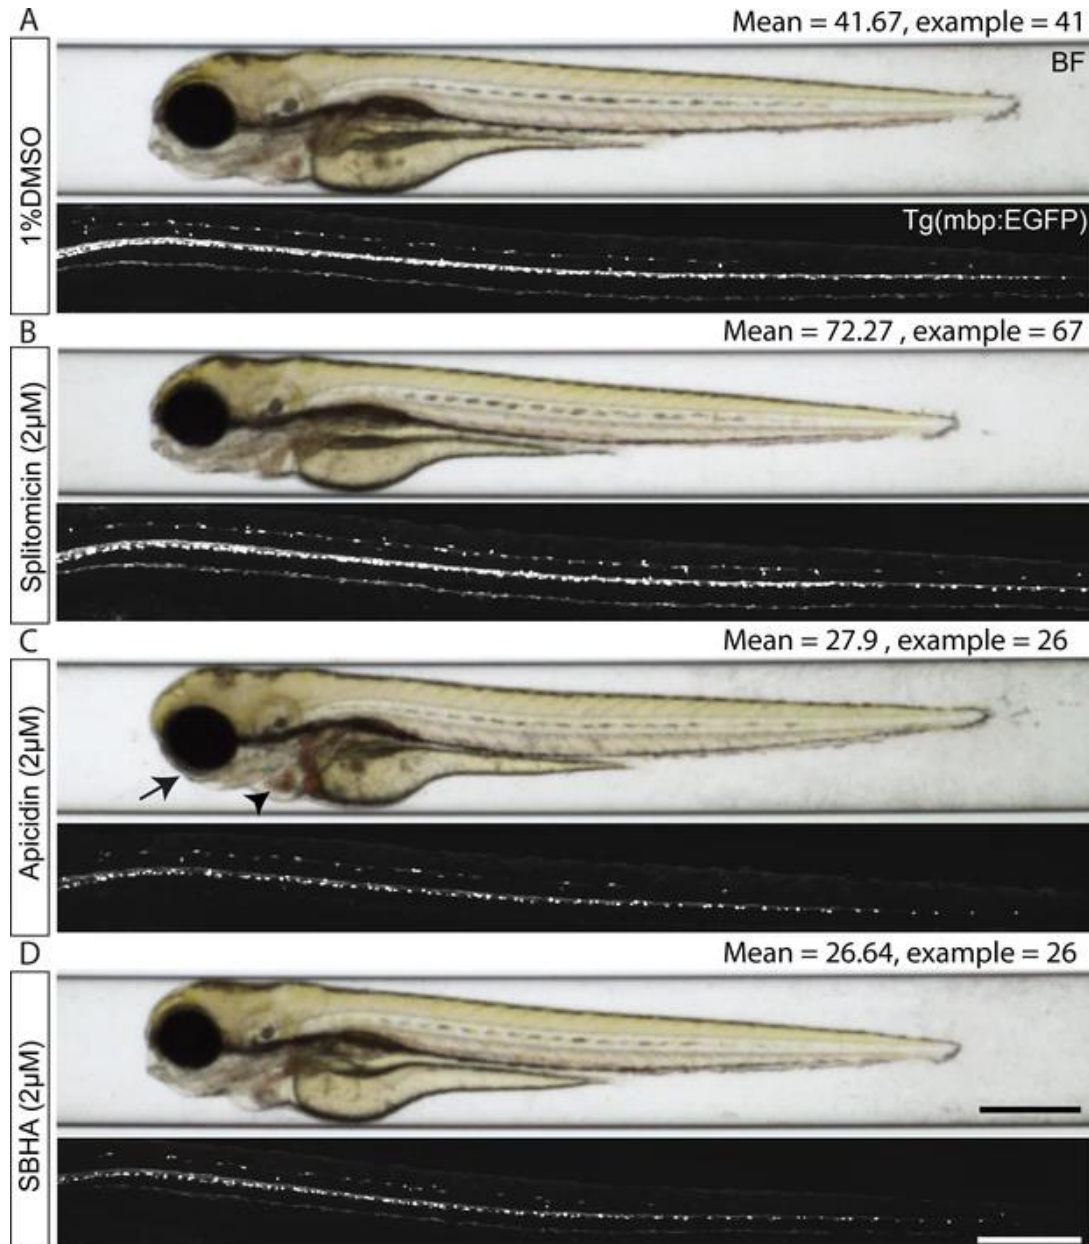 A
Mean = 41.67, example = 41
1%DMSO
BF
Tg(mbp:EGFP)
B
Mean = 72.27 , example = 67
Splitomicin (2µM)
C
Mean = 27.9 , example = 26
Apicidin (2µM)
D
Mean = 26.64, example = 26
SBHA (2µM)